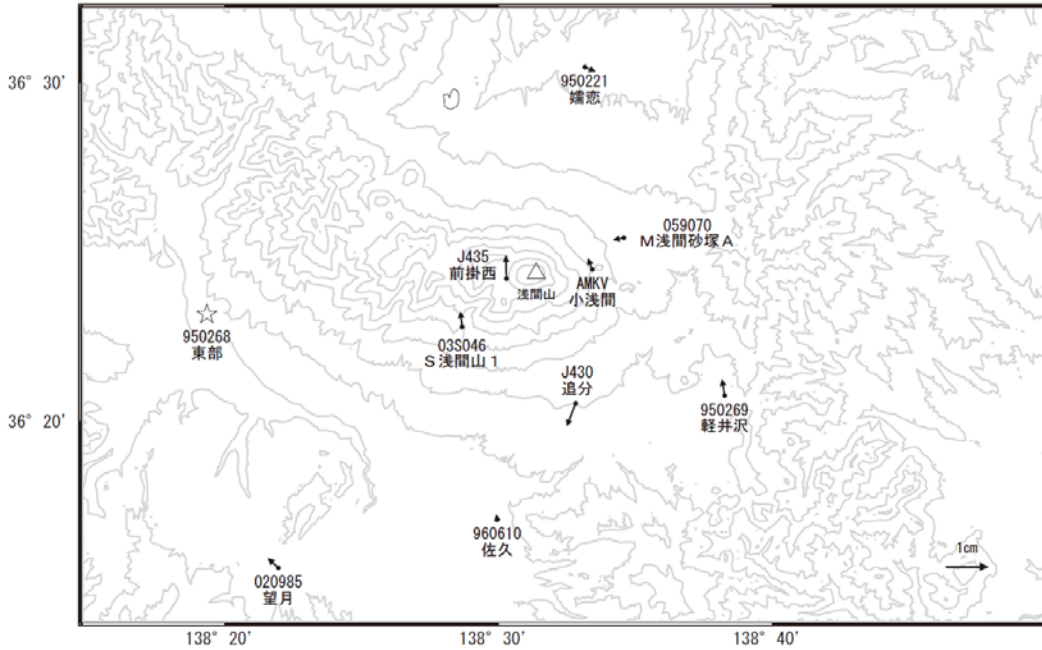 36° 30′
950221
嬬恋
059070
M浅間砂塚A
J435
前掛西
浅間山
AMKV
小浅間
950268
東部
03S046
S浅間山1
J430
追分
950269
軽井沢
36° 20′
960610
佐久
020985
望月
1cm
138° 20′
138° 30′
138° 40′